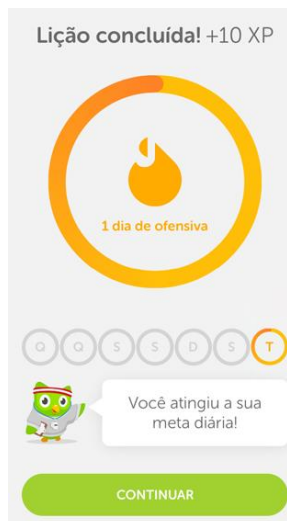 Lição concluída! +10 XP
1 dia de ofensiva
Q Q S S D S T
Você atingiu a sua
meta diária!
CONTINUAR